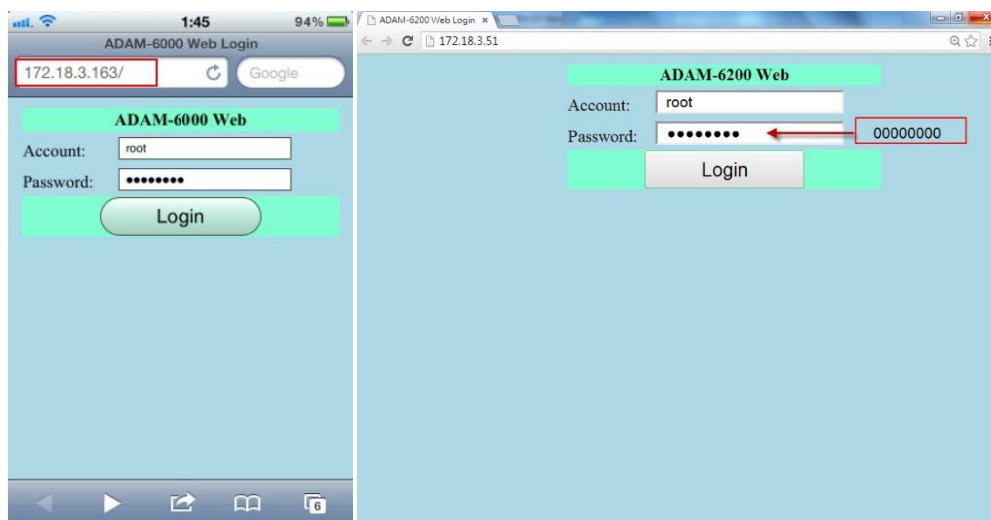 1:45
94%
ADAM-6000 Web Login
172.18.3.163/
Google
ADAM-6000 Web
Account:
root
Password:
••••••••
Login
6
ADAM-6200 Web Login
172.18.3.51
ADAM-6200 Web
Account:
root
Password:
••••••••
00000000
Login